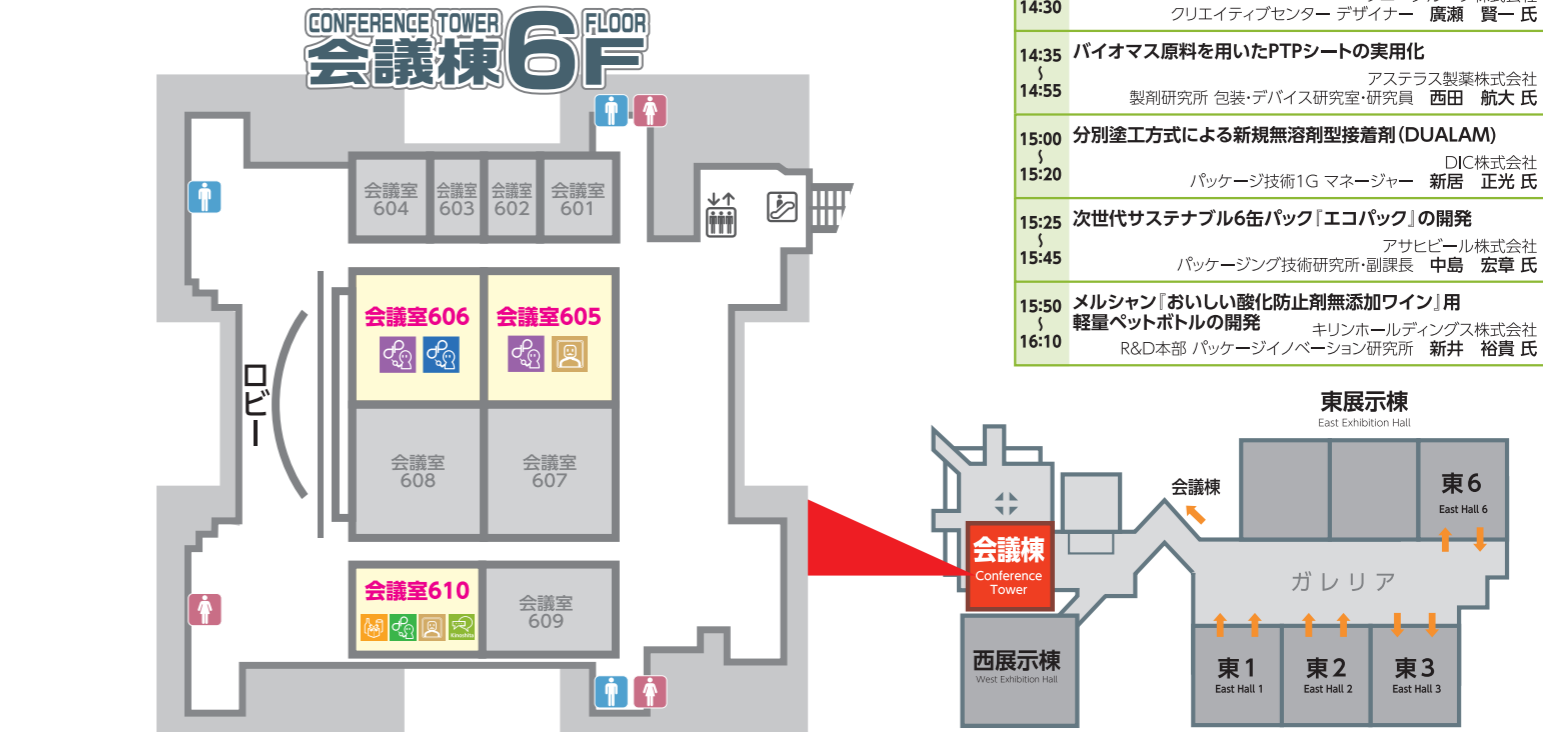 CONFERENCE TOWER
会議棟6F
FLOOR
会議室
604
会議室
603
会議室
602
会議室
601
会議室606
会議室605
会議室
608
会議室
607
会議室610
会議室
609
ロビー
14:30
クリエイティブセンター デザイナー 廣瀬 賢一 氏
14:35
〜
14:55
バイオマス原料を用いたPTPシートの実用化
アステラス製薬株式会社
製剤研究所 包装・デバイス研究室・研究員 西田 航大 氏
15:00
〜
15:20
分別塗工方式による新規無溶剤型接着剤(DUALAM)
DIC株式会社
パッケージ技術1G マネージャー 新居 正光 氏
15:25
〜
15:45
次世代サステナブル6缶パック『エコパック』の開発
アサヒビール株式会社
パッケージング技術研究所・副課長 中島 宏章 氏
15:50
〜
16:10
メルシャン『おいしい酸化防止剤無添加ワイン』用
軽量ペットボトルの開発
キリンホールディングス株式会社
R&D本部 パッケージイノベーション研究所 新井 裕貴 氏
東展示棟
East Exhibition Hall
会議棟
東6
East Hall 6
会議棟
Conference
Tower
ガレリア
西展示棟
West Exhibition Hall
東1
East Hall 1
東2
East Hall 2
東3
East Hall 3